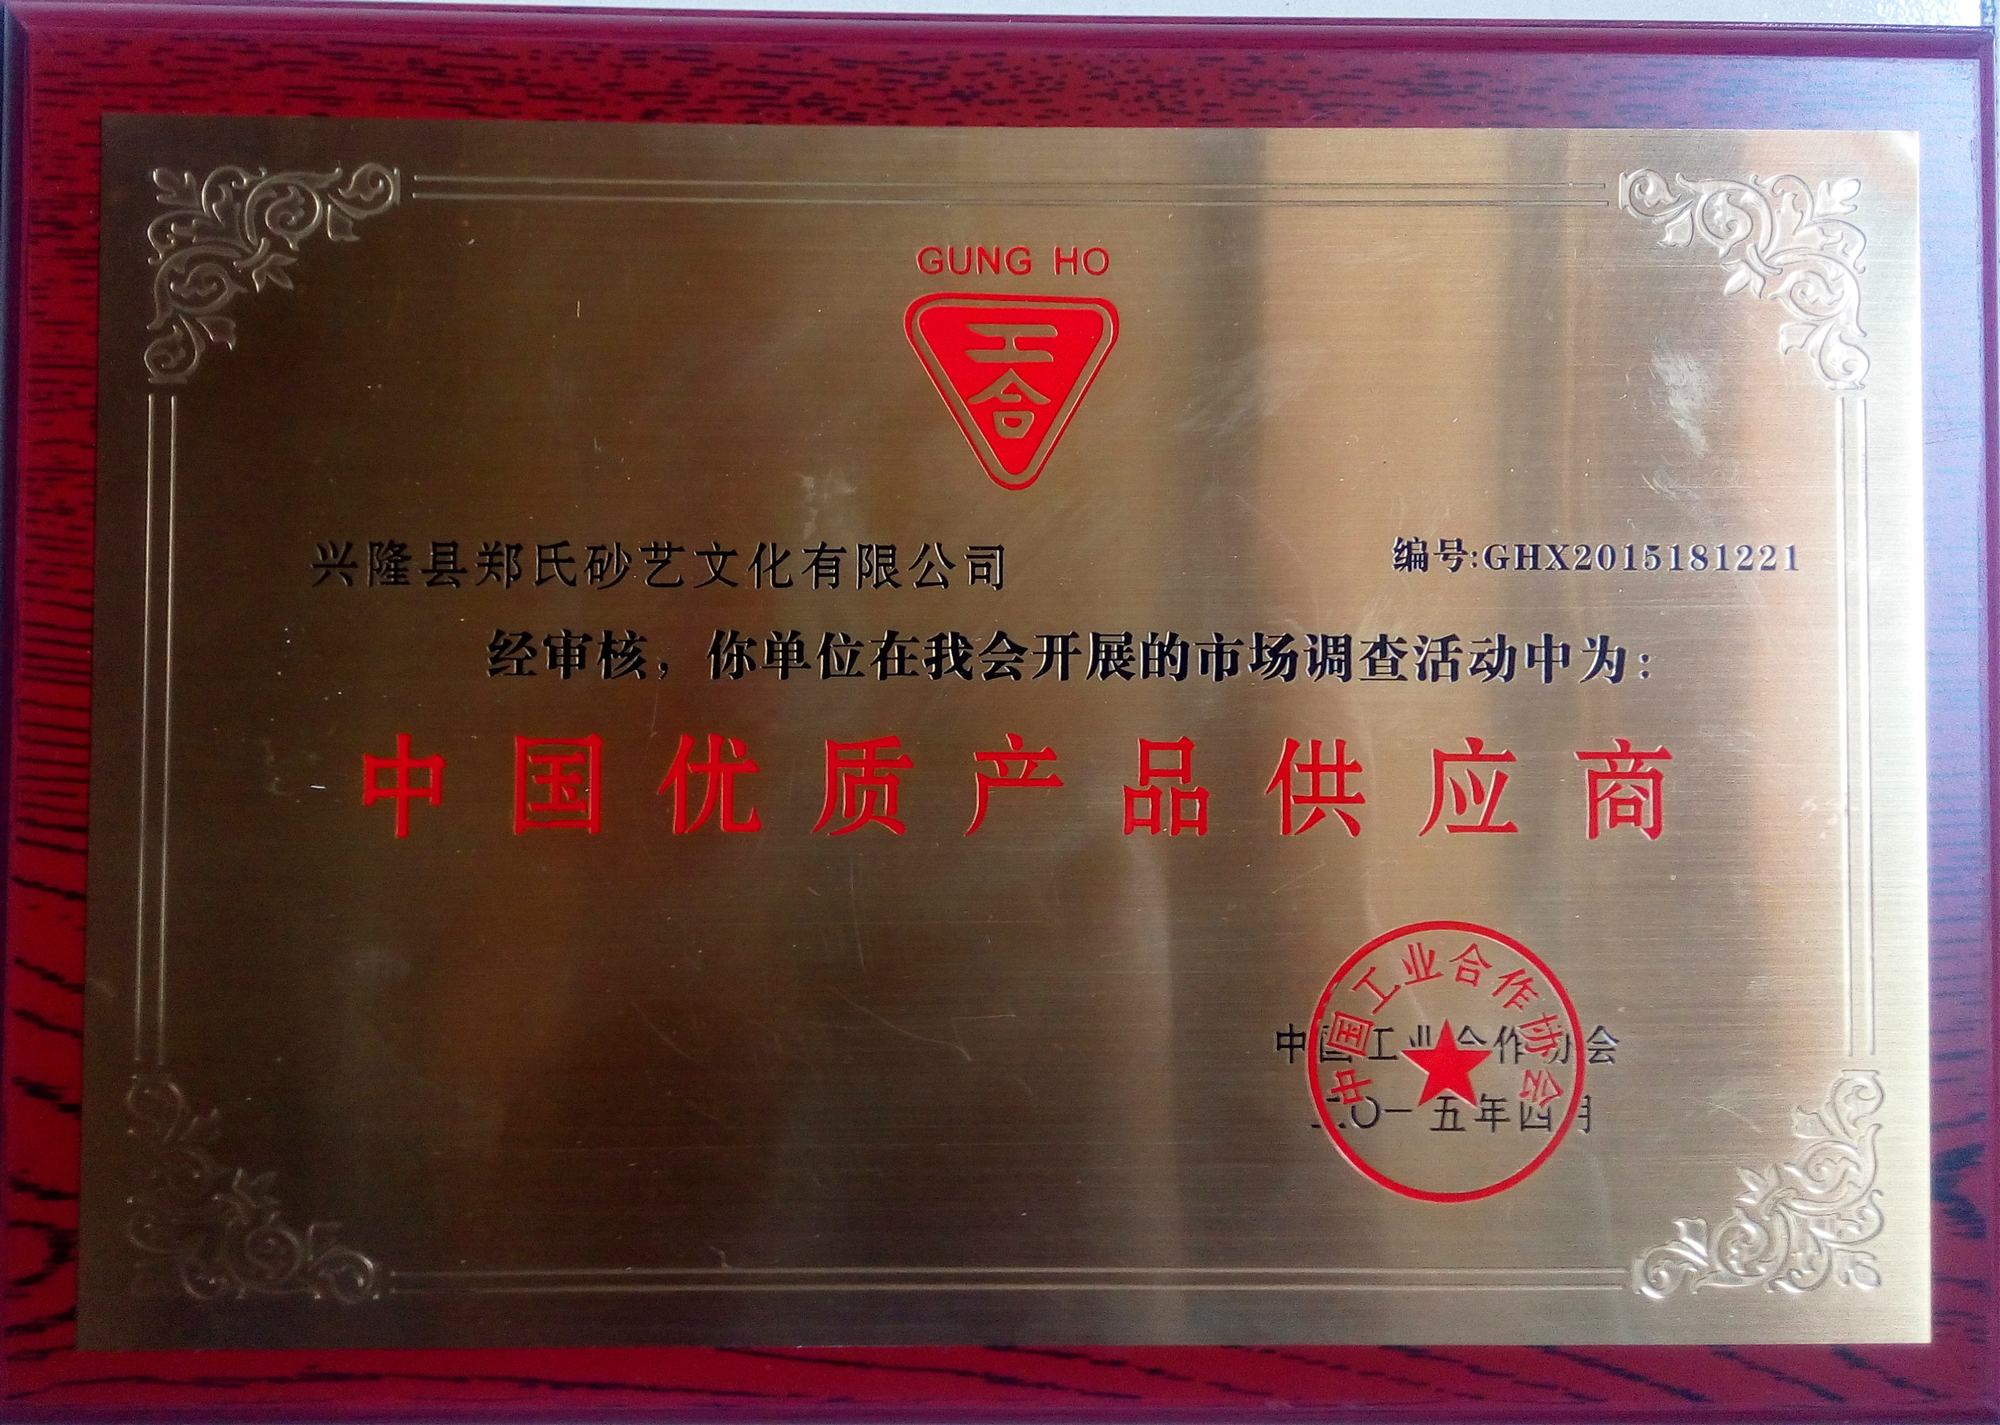 GUNG HO
工
合
兴隆县郑氏砂艺文化有限公司
编号:GHX2015181221
经审核，你单位在我会开展的市场调查活动中为：
中国优质产品供应商
中国工业合作协会
中国工业合作协会
二〇一五年四月